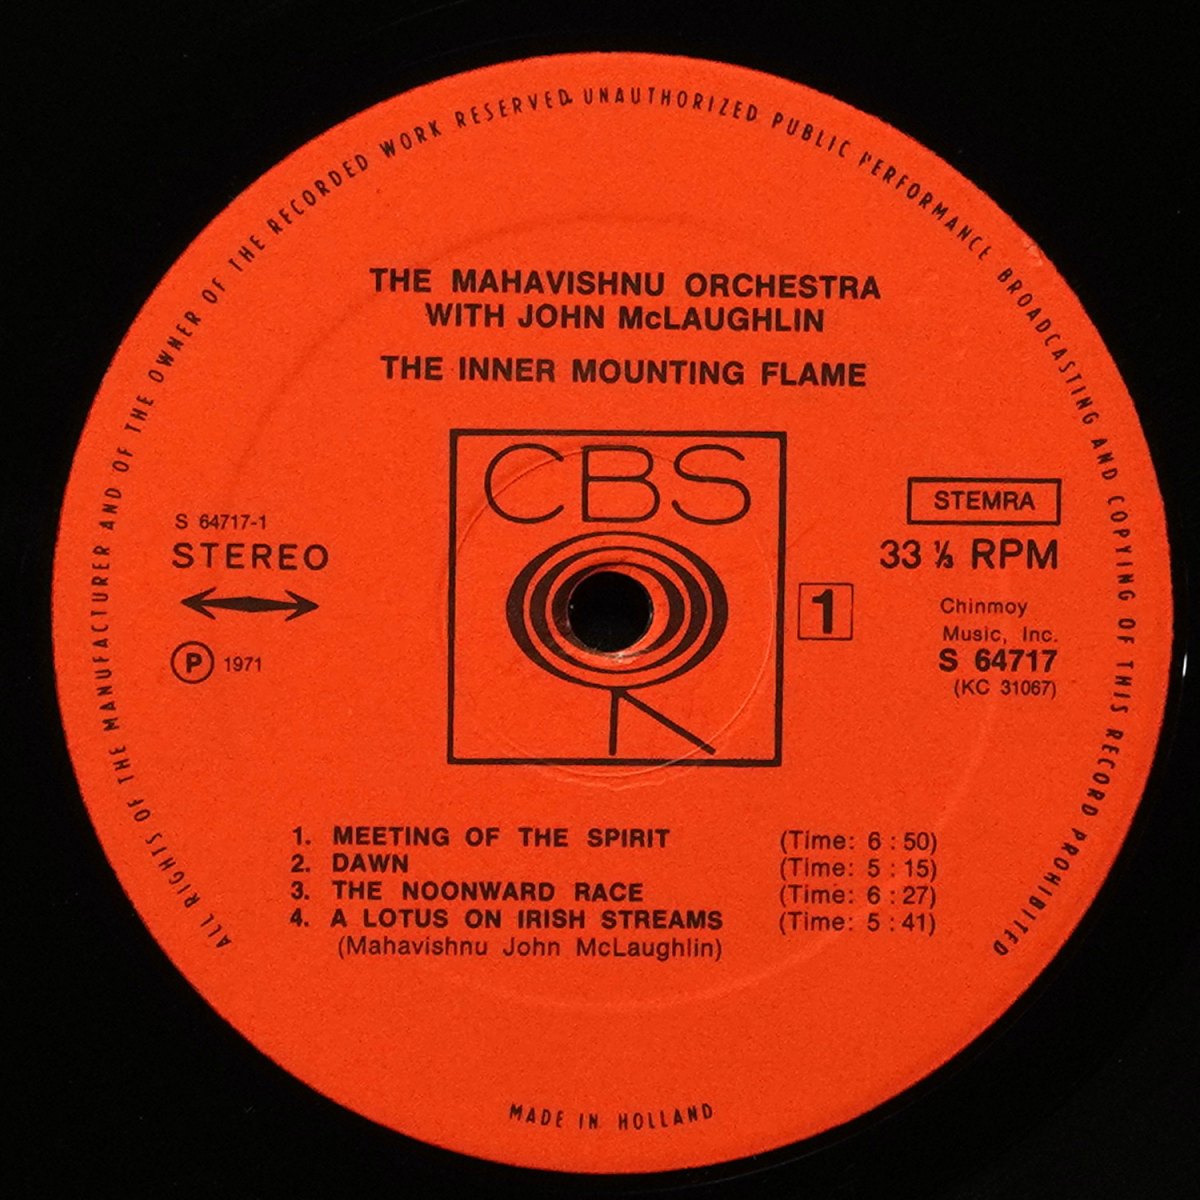 ALL RIGHTS OF THE MANUFACTURER AND OF THE OWNER OF THE RECORDED WORK RESERVED. UNAUTHORIZED PUBLIC PERFORMANCE BROADCASTING AND COPYING OF THIS RECORD PROHIBITED
THE MAHAVISHNU ORCHESTRA
WITH JOHN McLAUGHLIN
THE INNER MOUNTING FLAME
CBS
S 64717-1
STEREO
P 1971
STEMRA
33 ⅓ RPM
1
Chinmoy
Music, Inc.
S 64717
(KC 31067)
1. MEETING OF THE SPIRIT (Time: 6 : 50)
2. DAWN (Time: 5 : 15)
3. THE NOONWARD RACE (Time: 6 : 27)
4. A LOTUS ON IRISH STREAMS (Time: 5 : 41)
(Mahavishnu John McLaughlin)
MADE IN HOLLAND